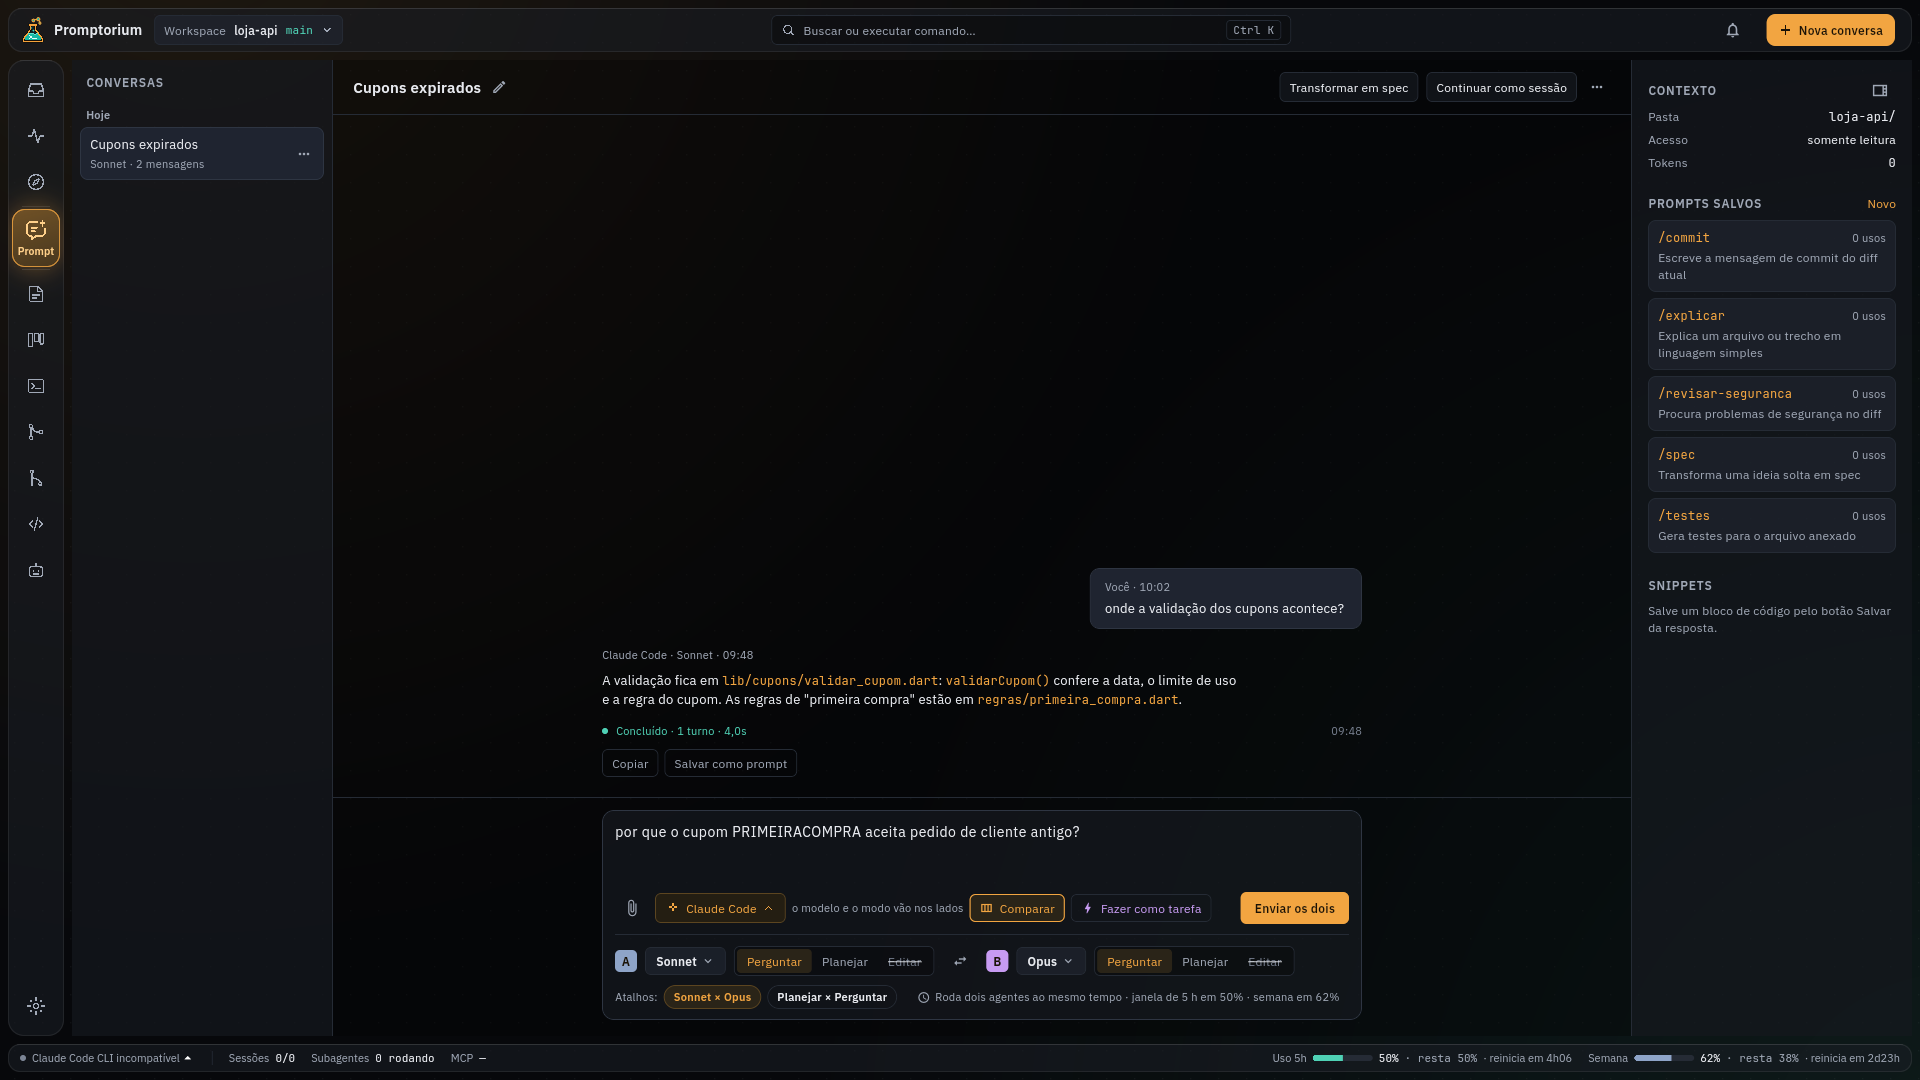 Promptorium
Workspace loja-api main
Buscar ou executar comando...
Ctrl K
Nova conversa
Prompt
CONVERSAS
Hoje
Cupons expirados
Sonnet · 2 mensagens
Cupons expirados
Transformar em spec
Continuar como sessão
Você · 10:02
onde a validação dos cupons acontece?
Claude Code · Sonnet · 09:48
A validação fica em lib/cupons/validar_cupom.dart: validarCupom() confere a data, o limite de uso
e a regra do cupom. As regras de "primeira compra" estão em regras/primeira_compra.dart.
Concluído · 1 turno · 4,0s
09:48
Copiar
Salvar como prompt
por que o cupom PRIMEIRACOMPRA aceita pedido de cliente antigo?
Claude Code
o modelo e o modo vão nos lados
Comparar
Fazer como tarefa
Enviar os dois
A Sonnet Perguntar Planejar Editar
B Opus Perguntar Planejar Editar
Atalhos: Sonnet × Opus Planejar × Perguntar
Roda dois agentes ao mesmo tempo · janela de 5 h em 50% · semana em 62%
CONTEXTO
Pasta loja-api/
Acesso somente leitura
Tokens 0
PROMPTS SALVOS Novo
/commit 0 usos
Escreve a mensagem de commit do diff
atual
/explicar 0 usos
Explica um arquivo ou trecho em
linguagem simples
/revisar-seguranca 0 usos
Procura problemas de segurança no diff
/spec 0 usos
Transforma uma ideia solta em spec
/testes 0 usos
Gera testes para o arquivo anexado
SNIPPETS
Salve um bloco de código pelo botão Salvar
da resposta.
Claude Code CLI incompatível
Sessões 0/0
Subagentes 0 rodando
MCP —
Uso 5h 50% · resta 50% · reinicia em 4h06
Semana 62% · resta 38% · reinicia em 2d23h